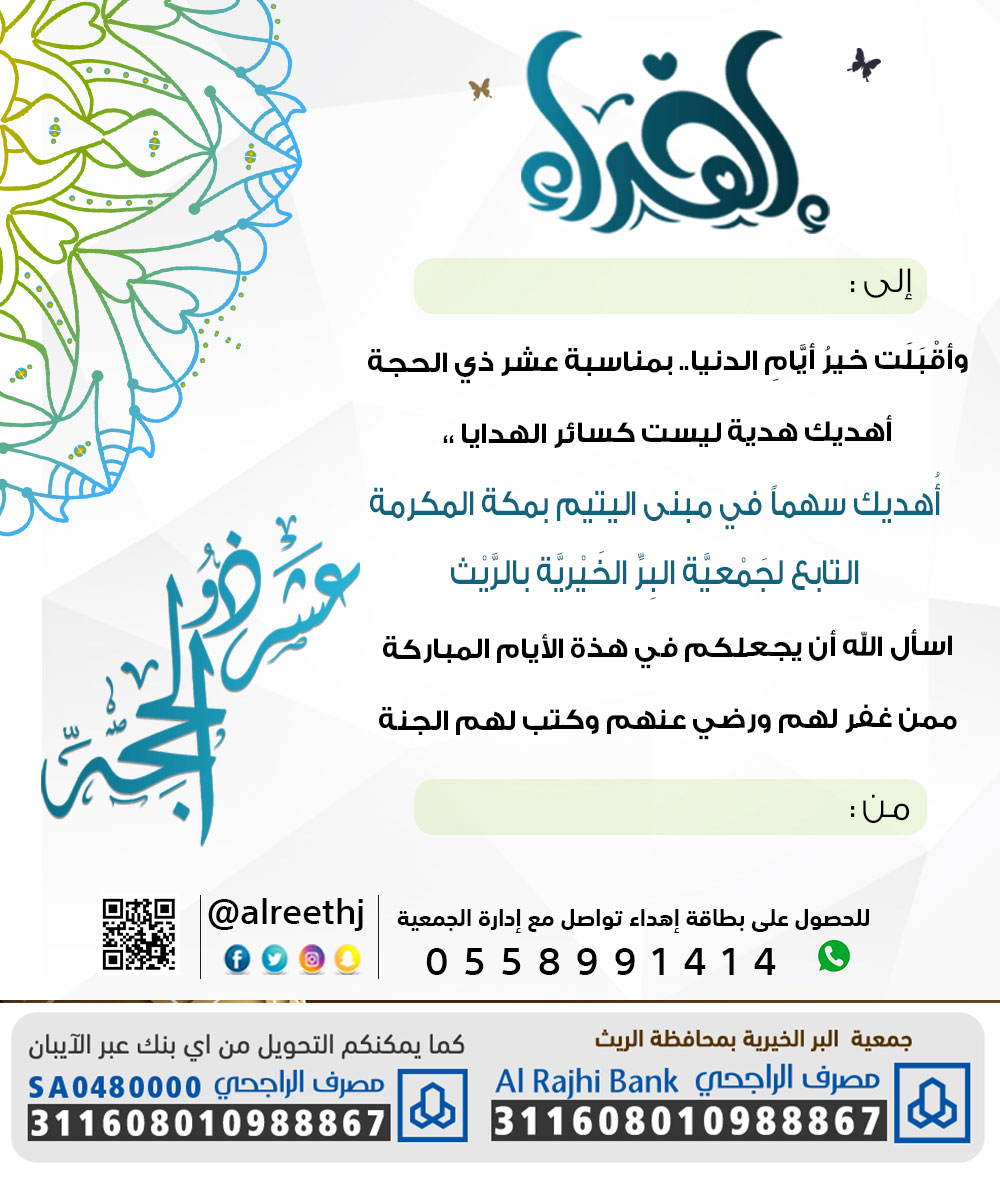 إهداء
إلى :
وأقْبَلَت خيرُ أيَّامِ الدنيا.. بمناسبة عشر ذي الحجة
أهديك هدية ليست كسائر الهدايا ،،
أُهديك سهماً في مبنى اليتيم بمكة المكرمة
التابع لجَمْعيَّة البِرِّ الخَيْريَّة بالرَّيْث
اسأل الله أن يجعلكم في هذة الأيام المباركة
ممن غفر لهم ورضي عنهم وكتب لهم الجنة
عشر ذو الحجة
من :
للحصول على بطاقة إهداء تواصل مع إدارة الجمعية
0558991414
@alreethj
جمعية البر الخيرية بمحافظة الريث
مصرف الراجحي Al Rajhi Bank
311608010988867
كما يمكنكم التحويل من اي بنك عبر الآيبان
مصرف الراجحي SA0480000
311608010988867